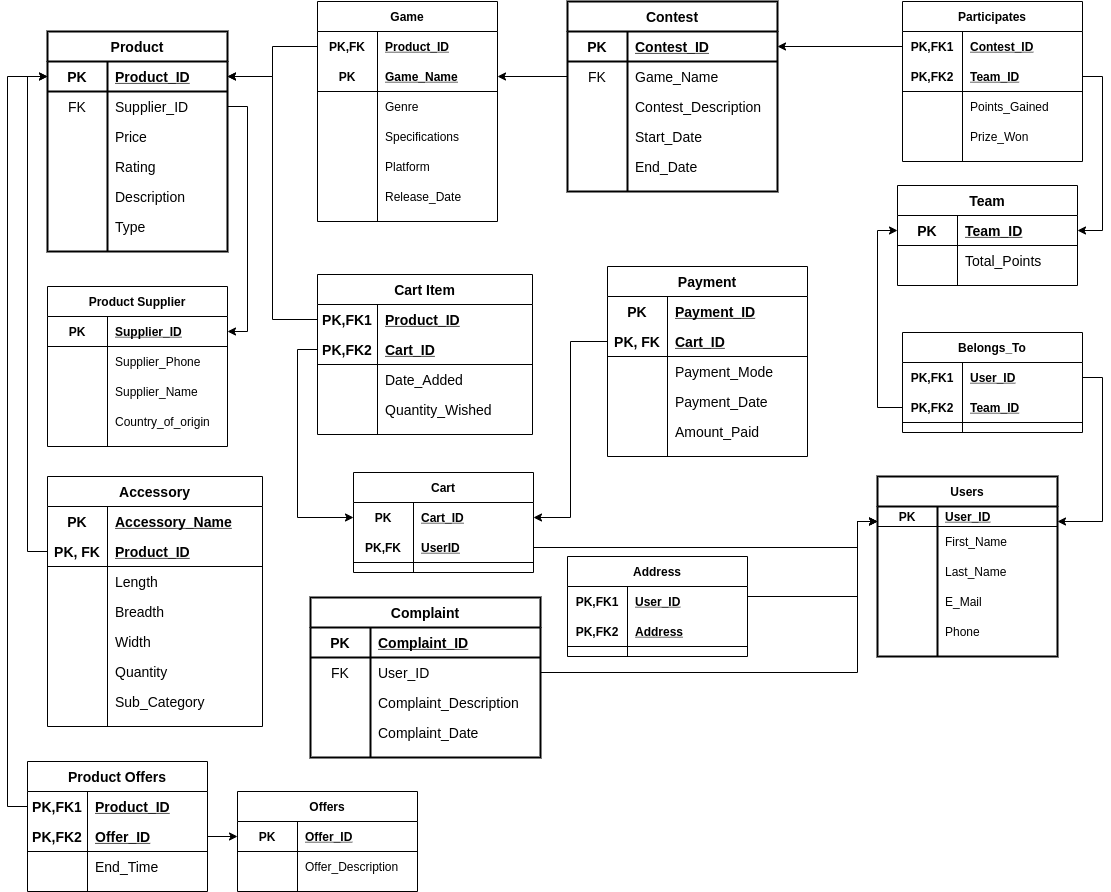 Product
PK Product_ID
FK Supplier_ID
Price
Rating
Description
Type
Game
PK,FK Product_ID
PK Game_Name
Genre
Specifications
Platform
Release_Date
Contest
PK Contest_ID
FK Game_Name
Contest_Description
Start_Date
End_Date
Participates
PK,FK1 Contest_ID
PK,FK2 Team_ID
Points_Gained
Prize_Won
Team
PK Team_ID
Total_Points
Product Supplier
PK Supplier_ID
Supplier_Phone
Supplier_Name
Country_of_origin
Cart Item
PK,FK1 Product_ID
PK,FK2 Cart_ID
Date_Added
Quantity_Wished
Payment
PK Payment_ID
PK, FK Cart_ID
Payment_Mode
Payment_Date
Amount_Paid
Belongs_To
PK,FK1 User_ID
PK,FK2 Team_ID
Accessory
PK Accessory_Name
PK, FK Product_ID
Length
Breadth
Width
Quantity
Sub_Category
Cart
PK Cart_ID
PK,FK UserID
Users
PK User_ID
First_Name
Last_Name
E_Mail
Phone
Address
PK,FK1 User_ID
PK,FK2 Address
Complaint
PK Complaint_ID
FK User_ID
Complaint_Description
Complaint_Date
Product Offers
PK,FK1 Product_ID
PK,FK2 Offer_ID
End_Time
Offers
PK Offer_ID
Offer_Description